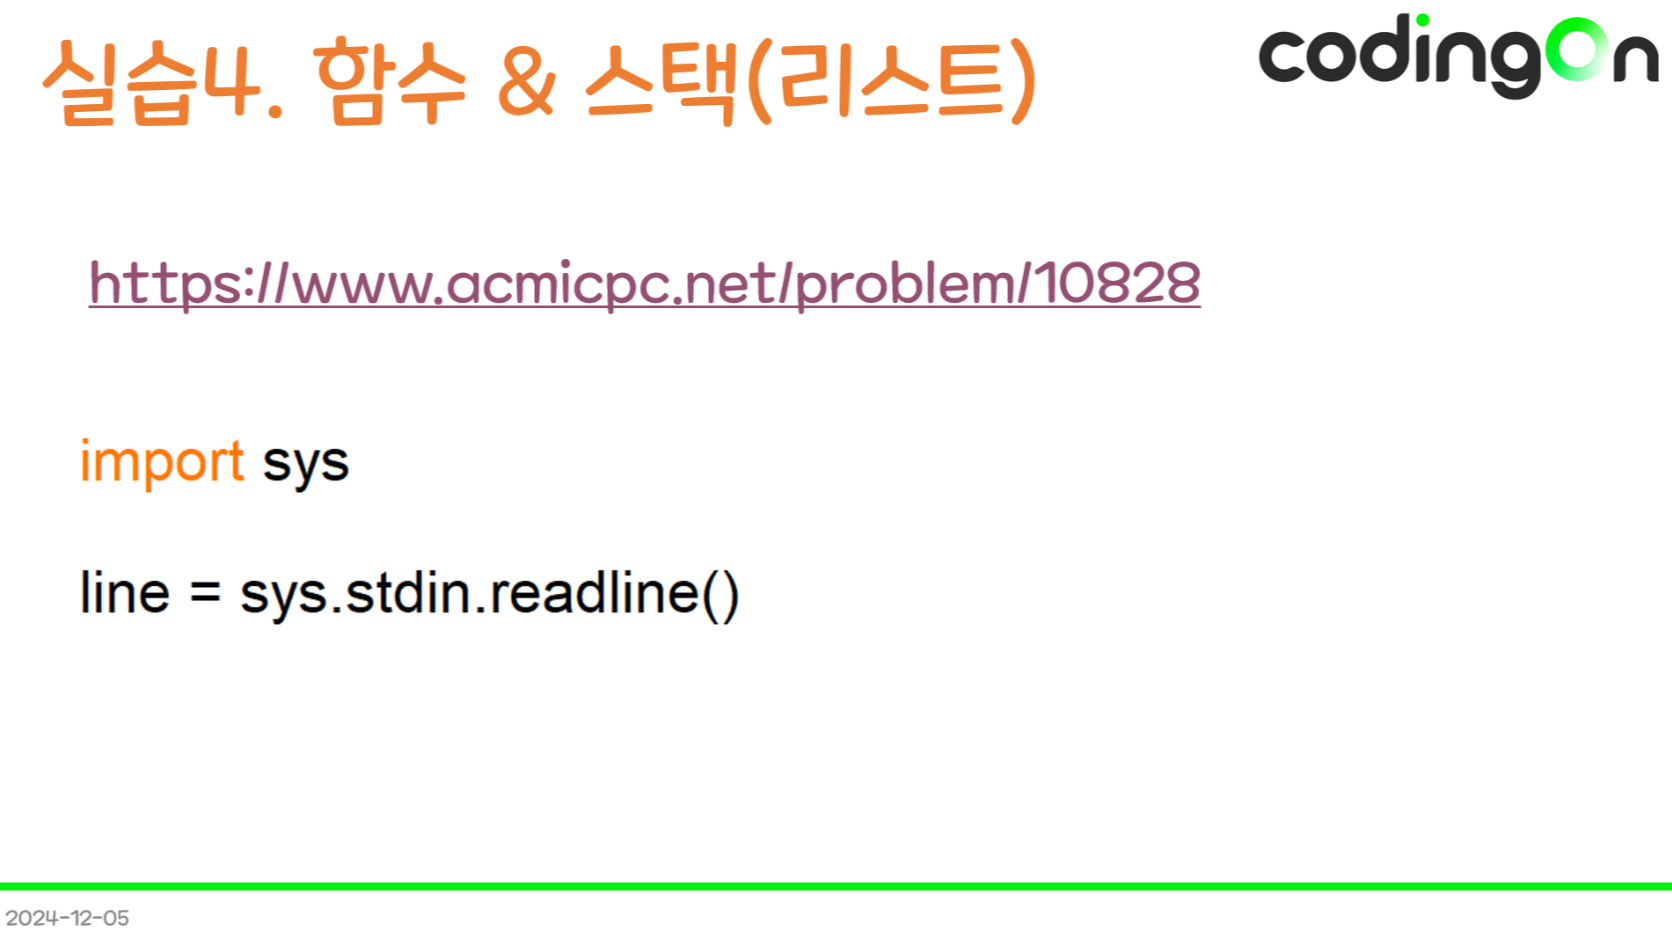 실습4. 함수 & 스택(리스트)
codingOn
https://www.acmicpc.net/problem/10828
import sys
line = sys.stdin.readline()
2024-12-05